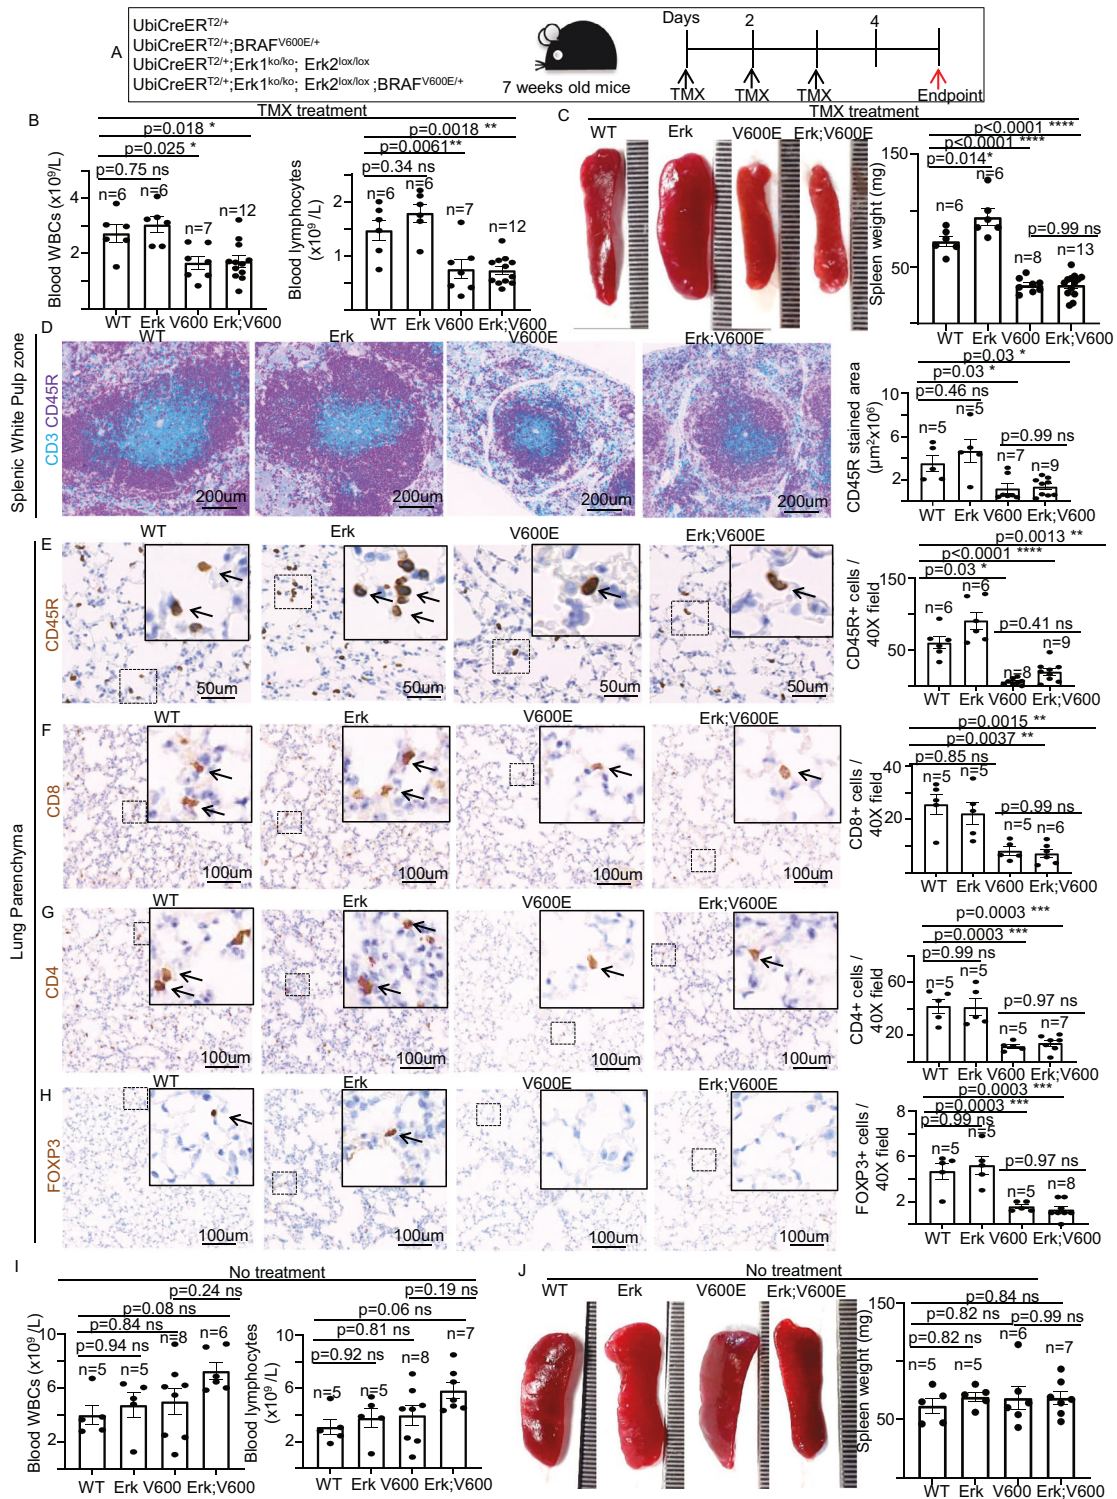 A
UbiCreER^T2/+
UbiCreER^T2/+;BRAF^V600E/+
UbiCreER^T2/+;Erk1^ko/ko; Erk2^lox/lox
UbiCreER^T2/+;Erk1^ko/ko; Erk2^lox/lox ;BRAF^V600E/+
7 weeks old mice
Days 2 4
TMX TMX TMX Endpoint
B
TMX treatment
p=0.018 *
p=0.025 *
p=0.75 ns
n=6 n=6 n=7 n=12
Blood WBCs (x10⁹/L)
4
2
WT Erk V600 Erk;V600
p=0.0018 **
p=0.0061**
p=0.34 ns
n=6 n=6 n=7 n=12
Blood lymphocytes
(x10⁹ /L)
2
1
WT Erk V600 Erk;V600
C
TMX treatment
WT Erk V600E Erk;V600E
p<0.0001 ****
p<0.0001 ****
p=0.014*
p=0.99 ns
n=6 n=6 n=8 n=13
Spleen weight (mg)
150
50
WT Erk V600 Erk;V600
D
Splenic White Pulp zone
CD3 CD45R
WT Erk V600E Erk;V600E
200um 200um 200um 200um
p=0.03 *
p=0.03 *
p=0.46 ns
p=0.99 ns
n=5 n=5 n=7 n=9
CD45R stained area
(µm²x10⁶)
10
6
2
WT Erk V600 Erk;V600
Lung Parenchyma
E
CD45R
WT Erk V600E Erk;V600E
50um 50um 50um 50um
p=0.0013 **
p<0.0001 ****
p=0.03 *
p=0.41 ns
n=6 n=6 n=8 n=9
CD45R+ cells /
40X field
150
50
WT Erk V600 Erk;V600
F
CD8
WT Erk V600E Erk;V600E
100um 100um 100um 100um
p=0.0015 **
p=0.0037 **
p=0.85 ns
p=0.99 ns
n=5 n=5 n=5 n=6
CD8+ cells /
40X field
40
20
WT Erk V600 Erk;V600
G
CD4
WT Erk V600E Erk;V600E
100um 100um 100um 100um
p=0.0003 ***
p=0.0003 ***
p=0.99 ns
p=0.97 ns
n=5 n=5 n=5 n=7
CD4+ cells /
40X field
60
20
WT Erk V600 Erk;V600
H
FOXP3
WT Erk V600E Erk;V600E
100um 100um 100um 100um
p=0.0003 ***
p=0.0003 ***
p=0.99 ns
p=0.97 ns
n=5 n=5 n=5 n=8
FOXP3+ cells /
40X field
8
6
2
WT Erk V600 Erk;V600
I
No treatment
p=0.24 ns
p=0.08 ns
p=0.84 ns
p=0.94 ns
n=5 n=5 n=8 n=6
Blood WBCs (x10⁹ /L)
10
6
2
WT Erk V600 Erk;V600
p=0.19 ns
p=0.06 ns
p=0.81 ns
p=0.92 ns
n=5 n=5 n=8 n=7
Blood lymphocytes
(x10⁹ /L)
10
6
2
WT Erk V600 Erk;V600
J
No treatment
WT Erk V600E Erk;V600E
p=0.84 ns
p=0.82 ns
p=0.99 ns
p=0.82 ns
n=5 n=5 n=6 n=7
Spleen weight (mg)
150
50
WT Erk V600 Erk;V600